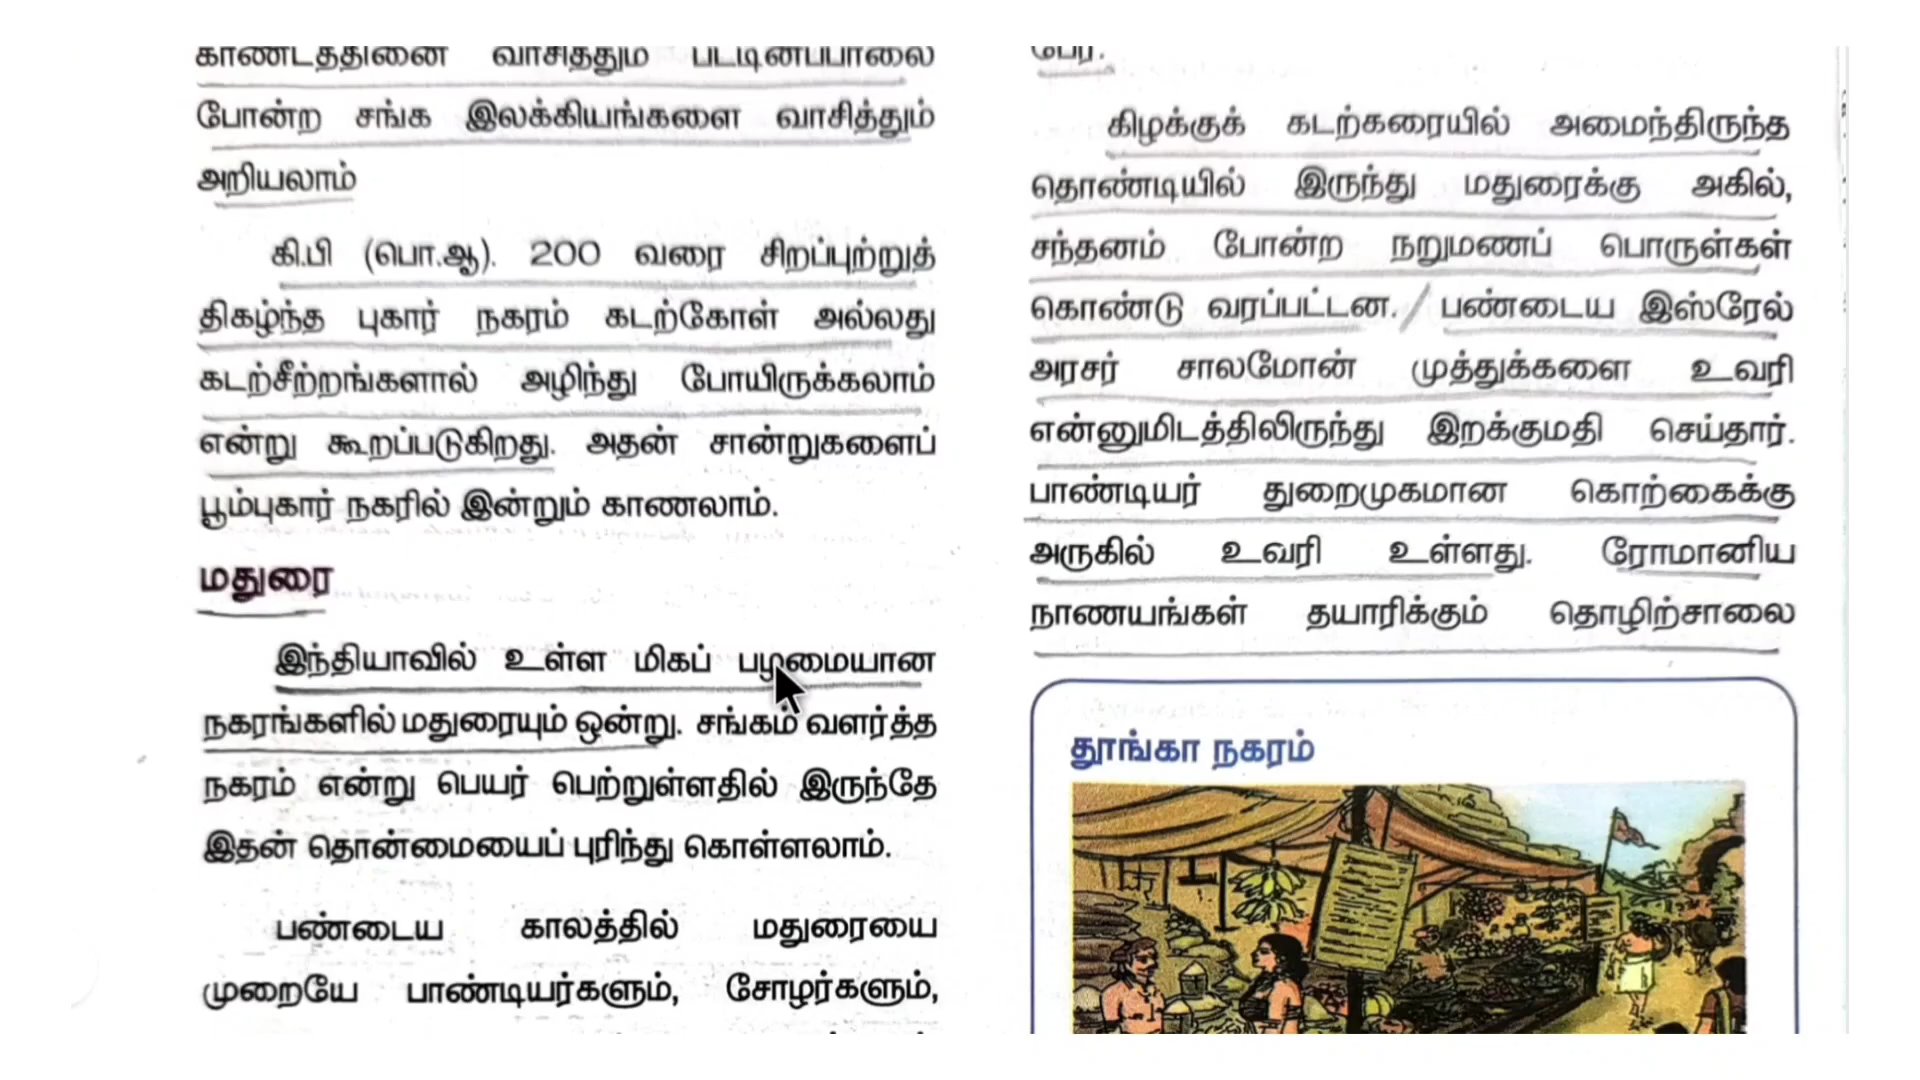 காண்டத்தினை வாசித்தும் பட்டினப்பாலை
போன்ற சங்க இலக்கியங்களை வாசித்தும்
அறியலாம்
கி.பி (பொ.ஆ). 200 வரை சிறப்புற்றுத்
திகழ்ந்த புகார் நகரம் கடற்கோள் அல்லது
கடற்சீற்றங்களால் அழிந்து போயிருக்கலாம்
என்று கூறப்படுகிறது. அதன் சான்றுகளைப்
பூம்புகார் நகரில் இன்றும் காணலாம்.
மதுரை
இந்தியாவில் உள்ள மிகப் பழமையான
நகரங்களில் மதுரையும் ஒன்று. சங்கம் வளர்த்த
நகரம் என்று பெயர் பெற்றுள்ளதில் இருந்தே
இதன் தொன்மையைப் புரிந்து கொள்ளலாம்.
பண்டைய காலத்தில் மதுரையை
முறையே பாண்டியர்களும், சோழர்களும்,
பேர்.
கிழக்குக் கடற்கரையில் அமைந்திருந்த
தொண்டியில் இருந்து மதுரைக்கு அகில்,
சந்தனம் போன்ற நறுமணப் பொருள்கள்
கொண்டு வரப்பட்டன. / பண்டைய இஸ்ரேல்
அரசர் சாலமோன் முத்துக்களை உவரி
என்னுமிடத்திலிருந்து இறக்குமதி செய்தார்.
பாண்டியர் துறைமுகமான கொற்கைக்கு
அருகில் உவரி உள்ளது. ரோமானிய
நாணயங்கள் தயாரிக்கும் தொழிற்சாலை
தூங்கா நகரம்